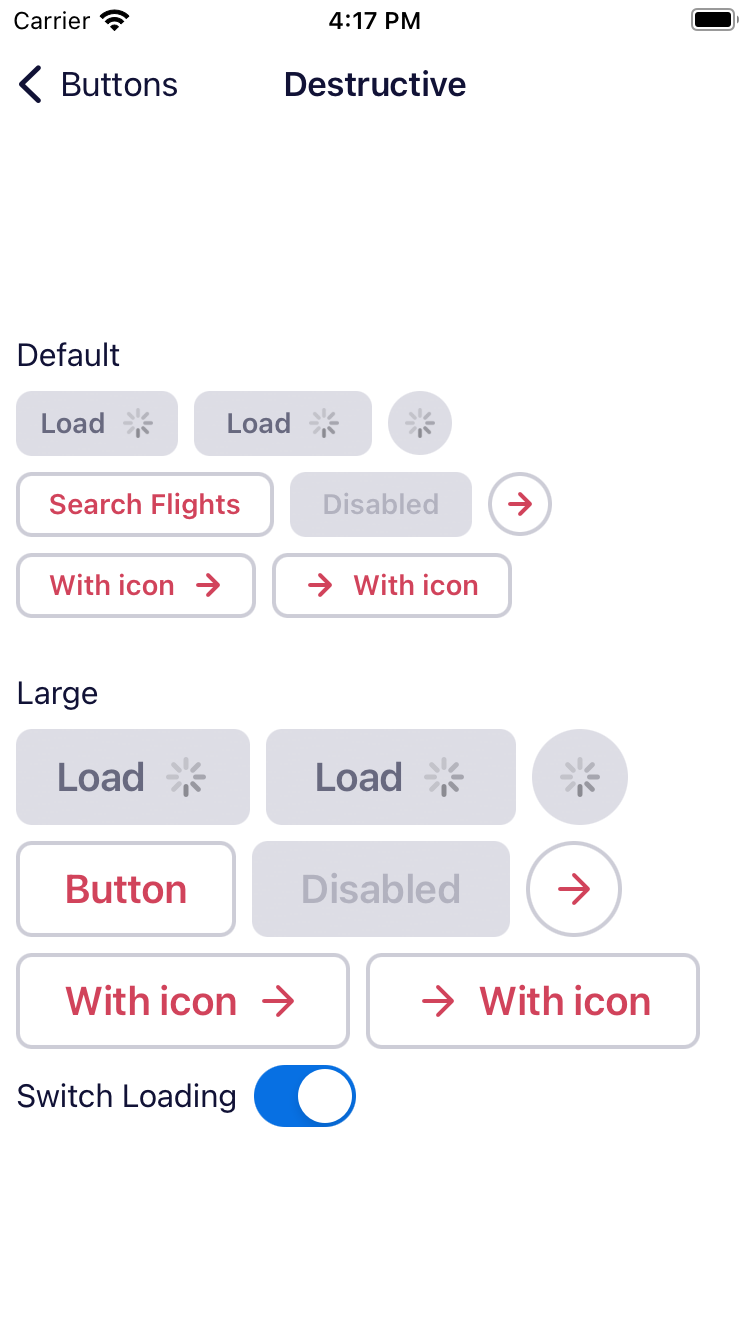 Carrier 4:17 PM
Buttons Destructive
Default
Load Load
Search Flights Disabled
With icon With icon
Large
Load Load
Button Disabled
With icon With icon
Switch Loading